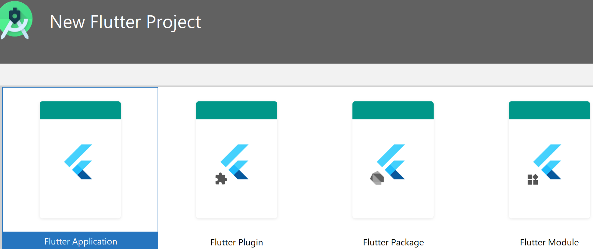 New Flutter Project
Flutter Application
Flutter Plugin
Flutter Package
Flutter Module